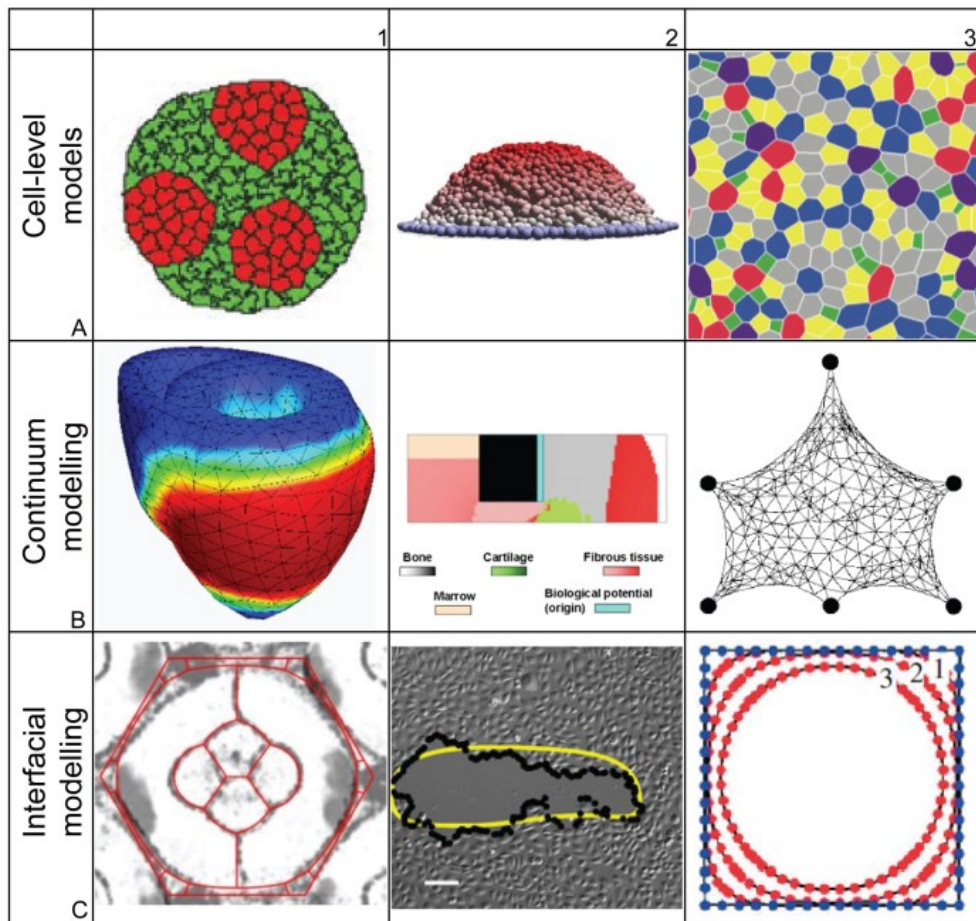 1
2
3
Cell-level
models
A
Continuum
modelling
Bone
Cartilage
Fibrous tissue
Marrow
Biological potential
(origin)
B
Interfacial
modelling
3 2 1
C